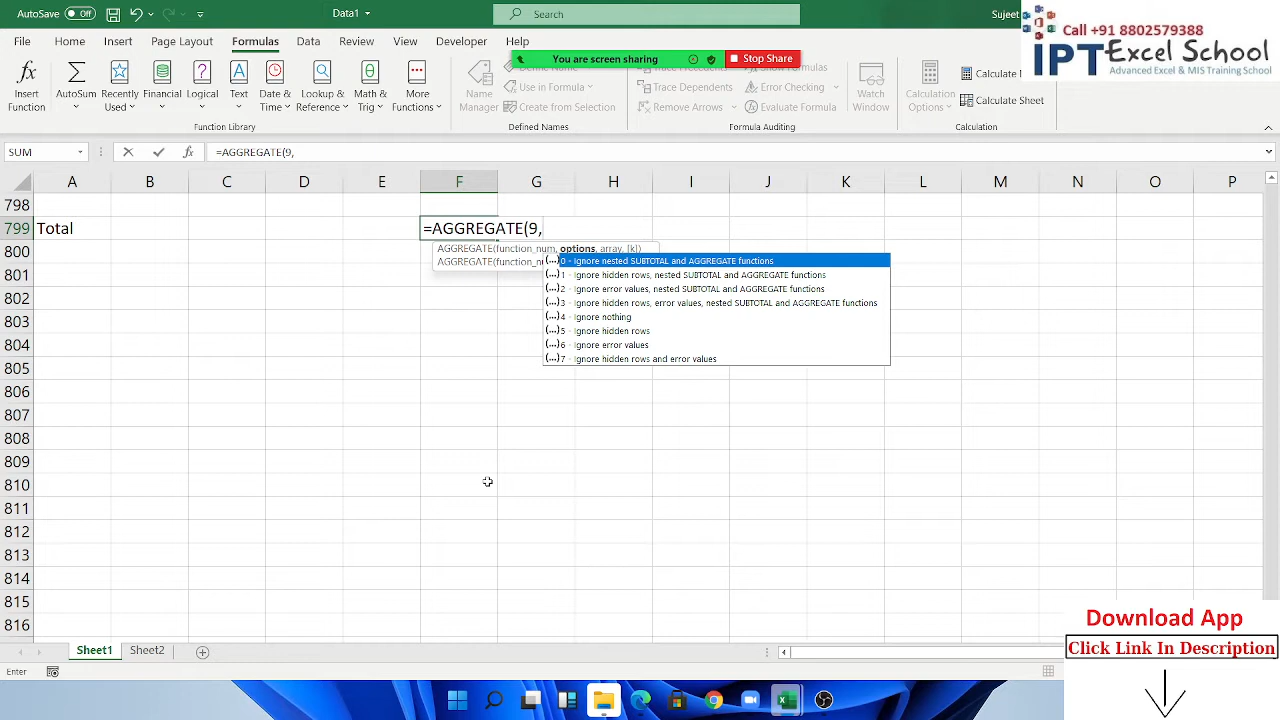 AutoSave Off Data1 Search Sujeet
Call +91 8802579388
IPT Excel School
Advanced Excel & MIS Training School
File Home Insert Page Layout Formulas Data View Developer Help
You are screen sharing Stop Share
Insert Function
AutoSum
Recently Used
Financial
Logical
Text
Date & Time
Lookup & Reference
Math & Trig
More Functions
Function Library
Name Manager
Define Name
Use in Formula
Create from Selection
Defined Names
Trace Precedents
Trace Dependents
Remove Arrows
Show Formulas
Error Checking
Evaluate Formula
Formula Auditing
Watch Window
Calculation Options
Calculate
Calculate Sheet
Calculation
SUM fx =AGGREGATE(9,
A B C D E F G H I J K L M N O P
798
799 Total =AGGREGATE(9,
AGGREGATE(function_num, options, array, [k])
AGGREGATE(function_nu
0 - Ignore nested SUBTOTAL and AGGREGATE functions
1 - Ignore hidden rows, nested SUBTOTAL and AGGREGATE functions
2 - Ignore error values, nested SUBTOTAL and AGGREGATE functions
3 - Ignore hidden rows, error values, nested SUBTOTAL and AGGREGATE functions
4 - Ignore nothing
5 - Ignore hidden rows
6 - Ignore error values
7 - Ignore hidden rows and error values
800
801
802
803
804
805
806
807
808
809
810
811
812
813
814
815
816
Download App
Click Link In Description
Sheet1 Sheet2
Enter